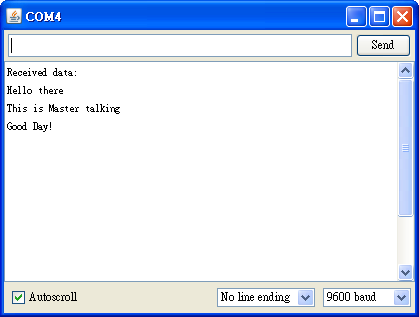 COM4
Send
Received data:
Hello there
This is Master talking
Good Day!
Autoscroll
No line ending
9600 baud